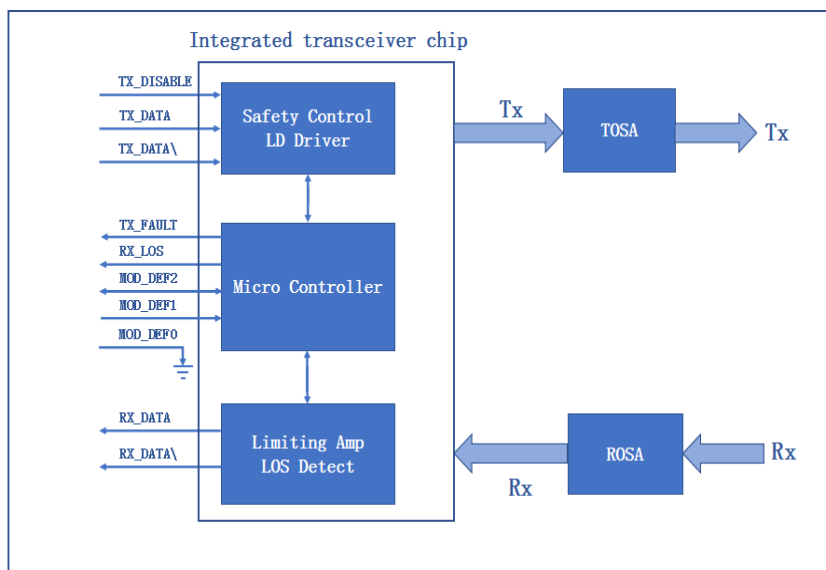 Integrated transceiver chip
TX_DISABLE
TX_DATA
TX_DATA\
Safety Control
LD Driver
Tx
TOSA
Tx
TX_FAULT
RX_LOS
MOD_DEF2
MOD_DEF1
MOD_DEF0
Micro Controller
RX_DATA
RX_DATA\
Limiting Amp
LOS Detect
Rx
ROSA
Rx